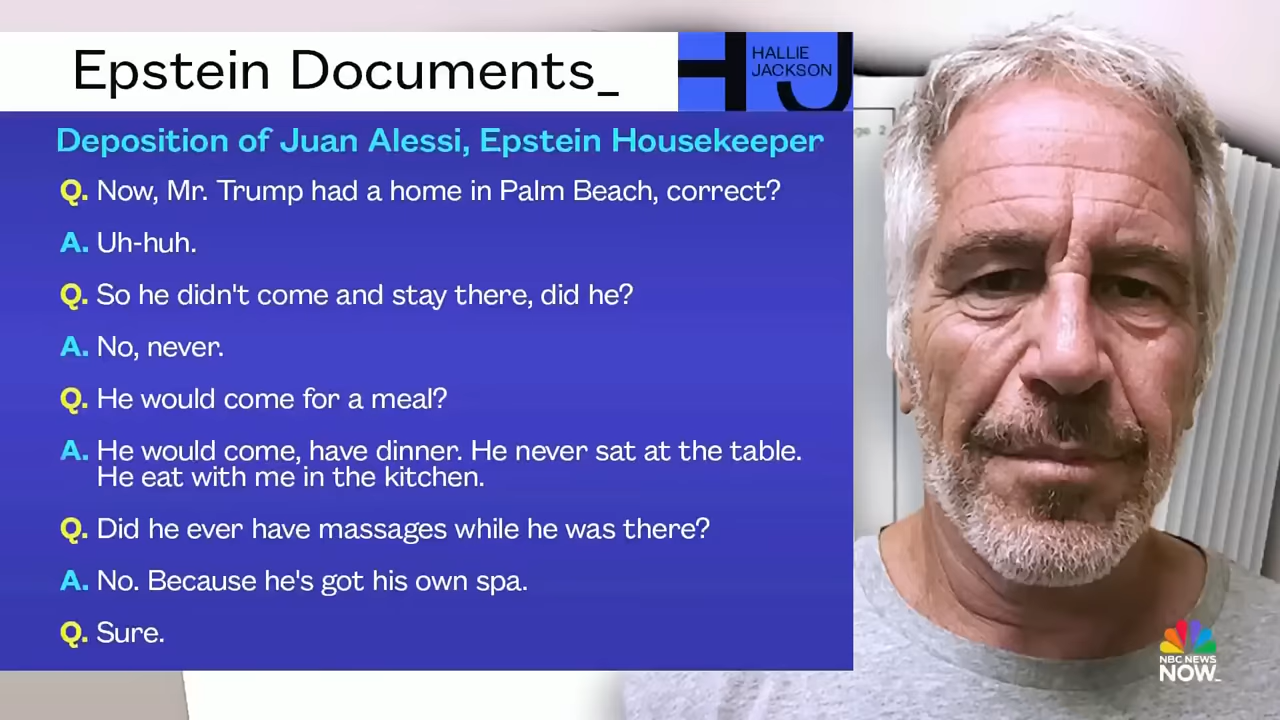 Epstein Documents_
HALLIE
JACKSON
Deposition of Juan Alessi, Epstein Housekeeper
Q. Now, Mr. Trump had a home in Palm Beach, correct?
A. Uh-huh.
Q. So he didn't come and stay there, did he?
A. No, never.
Q. He would come for a meal?
A. He would come, have dinner. He never sat at the table.
He eat with me in the kitchen.
Q. Did he ever have massages while he was there?
A. No. Because he's got his own spa.
Q. Sure.
NBC NEWS
NOW_